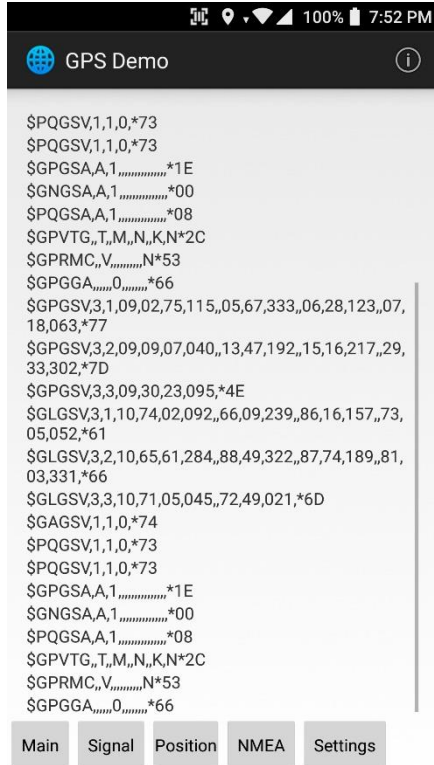 100% 7:52 PM
GPS Demo
$PQGSV,1,1,0,*73
$PQGSV,1,1,0,*73
$GPGSA,A,1,,,,,,,,,,,,,,,*1E
$GNGSA,A,1,,,,,,,,,,,,,,,*00
$PQGSA,A,1,,,,,,,,,,,,,,,*08
$GPVTG,,T,,M,,N,,K,N*2C
$GPRMC,,V,,,,,,,,,,N*53
$GPGGA,,,,,,0,,,,,,,,*66
$GPGSV,3,1,09,02,75,115,,05,67,333,,06,28,123,,07,
18,063,*77
$GPGSV,3,2,09,09,07,040,,13,47,192,,15,16,217,,29,
33,302,*7D
$GPGSV,3,3,09,30,23,095,*4E
$GLGSV,3,1,10,74,02,092,,66,09,239,,86,16,157,,73,
05,052,*61
$GLGSV,3,2,10,65,61,284,,88,49,322,,87,74,189,,81,
03,331,*66
$GLGSV,3,3,10,71,05,045,,72,49,021,*6D
$GAGSV,1,1,0,*74
$PQGSV,1,1,0,*73
$PQGSV,1,1,0,*73
$GPGSA,A,1,,,,,,,,,,,,,,,*1E
$GNGSA,A,1,,,,,,,,,,,,,,,*00
$PQGSA,A,1,,,,,,,,,,,,,,,*08
$GPVTG,,T,,M,,N,,K,N*2C
$GPRMC,,V,,,,,,,,,,N*53
$GPGGA,,,,,,0,,,,,,,,*66
Main Signal Position NMEA Settings